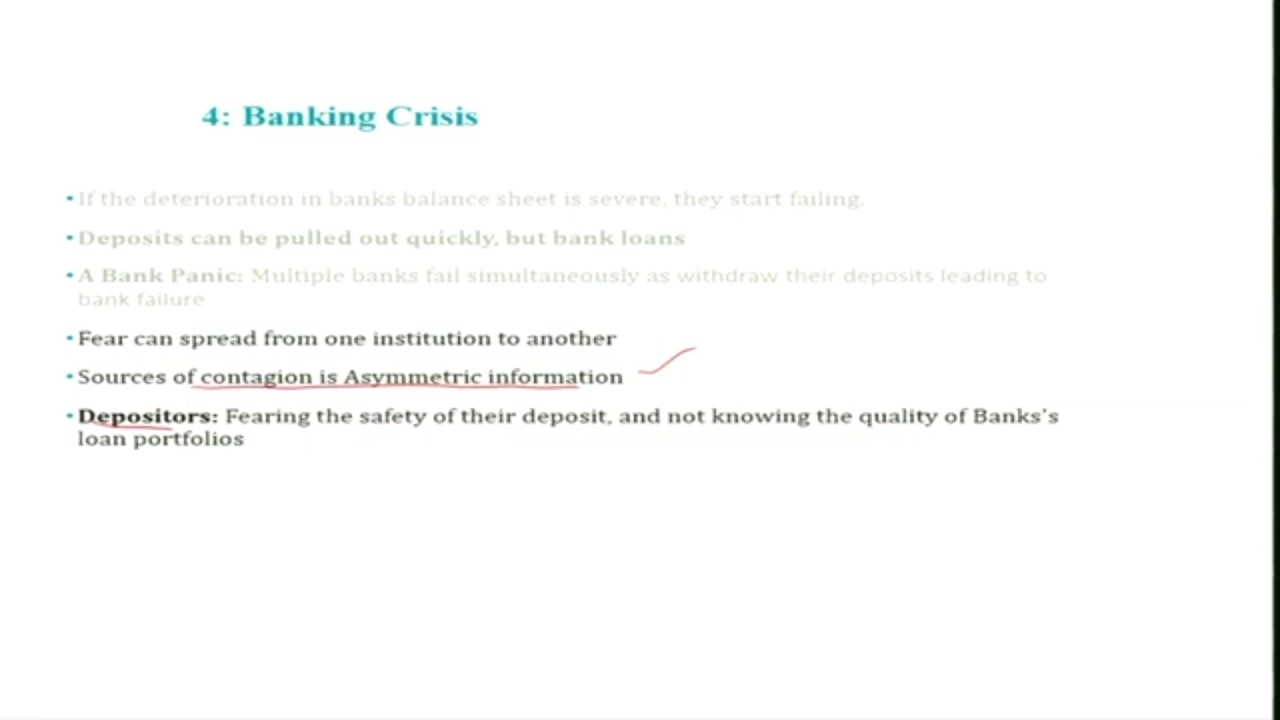 4: Banking Crisis
•If the deterioration in banks balance sheet is severe, they start failing.
•Deposits can be pulled out quickly, but bank loans
•A Bank Panic: Multiple banks fail simultaneously as withdraw their deposits leading to
bank failure
•Fear can spread from one institution to another
•Sources of contagion is Asymmetric information
•Depositors: Fearing the safety of their deposit, and not knowing the quality of Banks's
loan portfolios